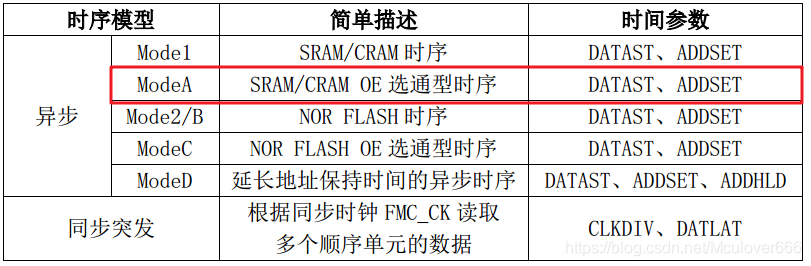 时序模型 简单描述 时间参数
异步 Mode1 SRAM/CRAM 时序 DATAST、ADDSET
ModeA SRAM/CRAM OE 选通型时序 DATAST、ADDSET
Mode2/B NOR FLASH 时序 DATAST、ADDSET
ModeC NOR FLASH OE 选通型时序 DATAST、ADDSET
ModeD 延长地址保持时间的异步时序 DATAST、ADDSET、ADDHLD
同步突发 根据同步时钟 FMC_CK 读取
多个顺序单元的数据 CLKDIV、DATLAT
https://blog.csdn.net/Mculover666